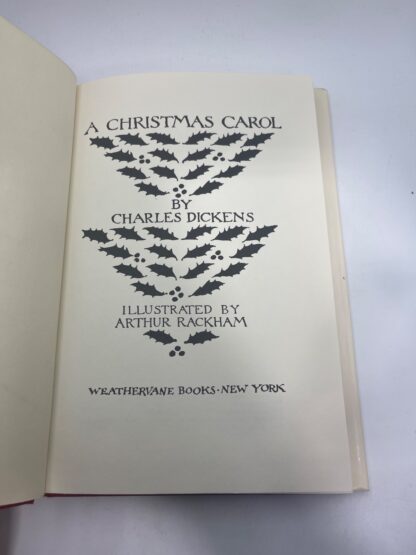 A CHRISTMAS CAROL
BY
CHARLES DICKENS
ILLUSTRATED BY
ARTHUR RACKHAM
WEATHERVANE BOOKS · NEW YORK